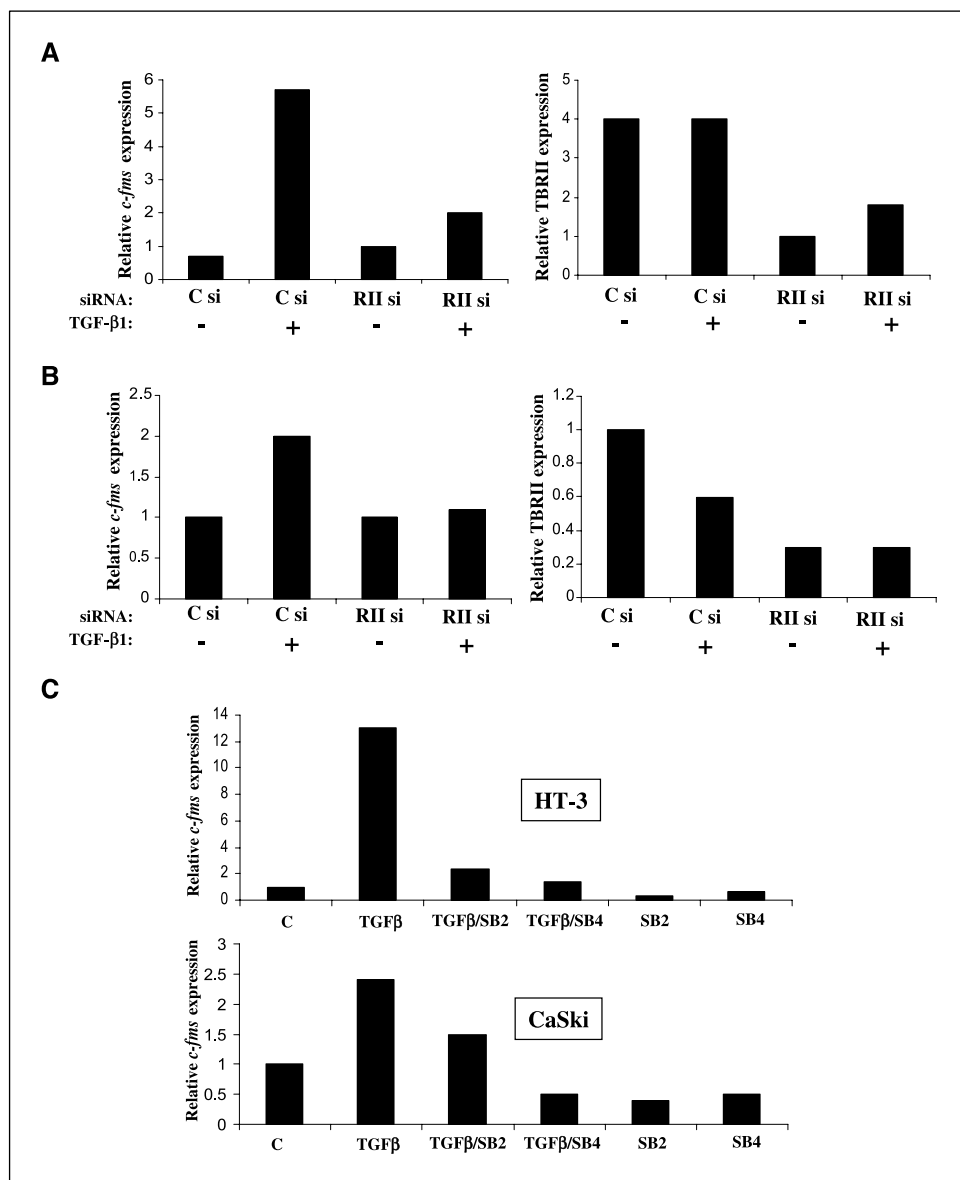 A
Relative c-fms expression
6
5
4
3
2
1
0
siRNA: C si C si RII si RII si
TGF-β1: - + - +
Relative TBRII expression
5
4
3
2
1
0
C si C si RII si RII si
- + - +
B
Relative c-fms expression
2.5
2
1.5
1
0.5
0
siRNA: C si C si RII si RII si
TGF-β1: - + - +
Relative TBRII expression
1.2
1
0.8
0.6
0.4
0.2
0
C si C si RII si RII si
- + - +
C
Relative c-fms expression
14
12
10
8
6
4
2
0
HT-3
C TGFβ TGFβ/SB2 TGFβ/SB4 SB2 SB4
Relative c-fms expression
3
2.5
2
1.5
1
0.5
0
CaSki
C TGFβ TGFβ/SB2 TGFβ/SB4 SB2 SB4